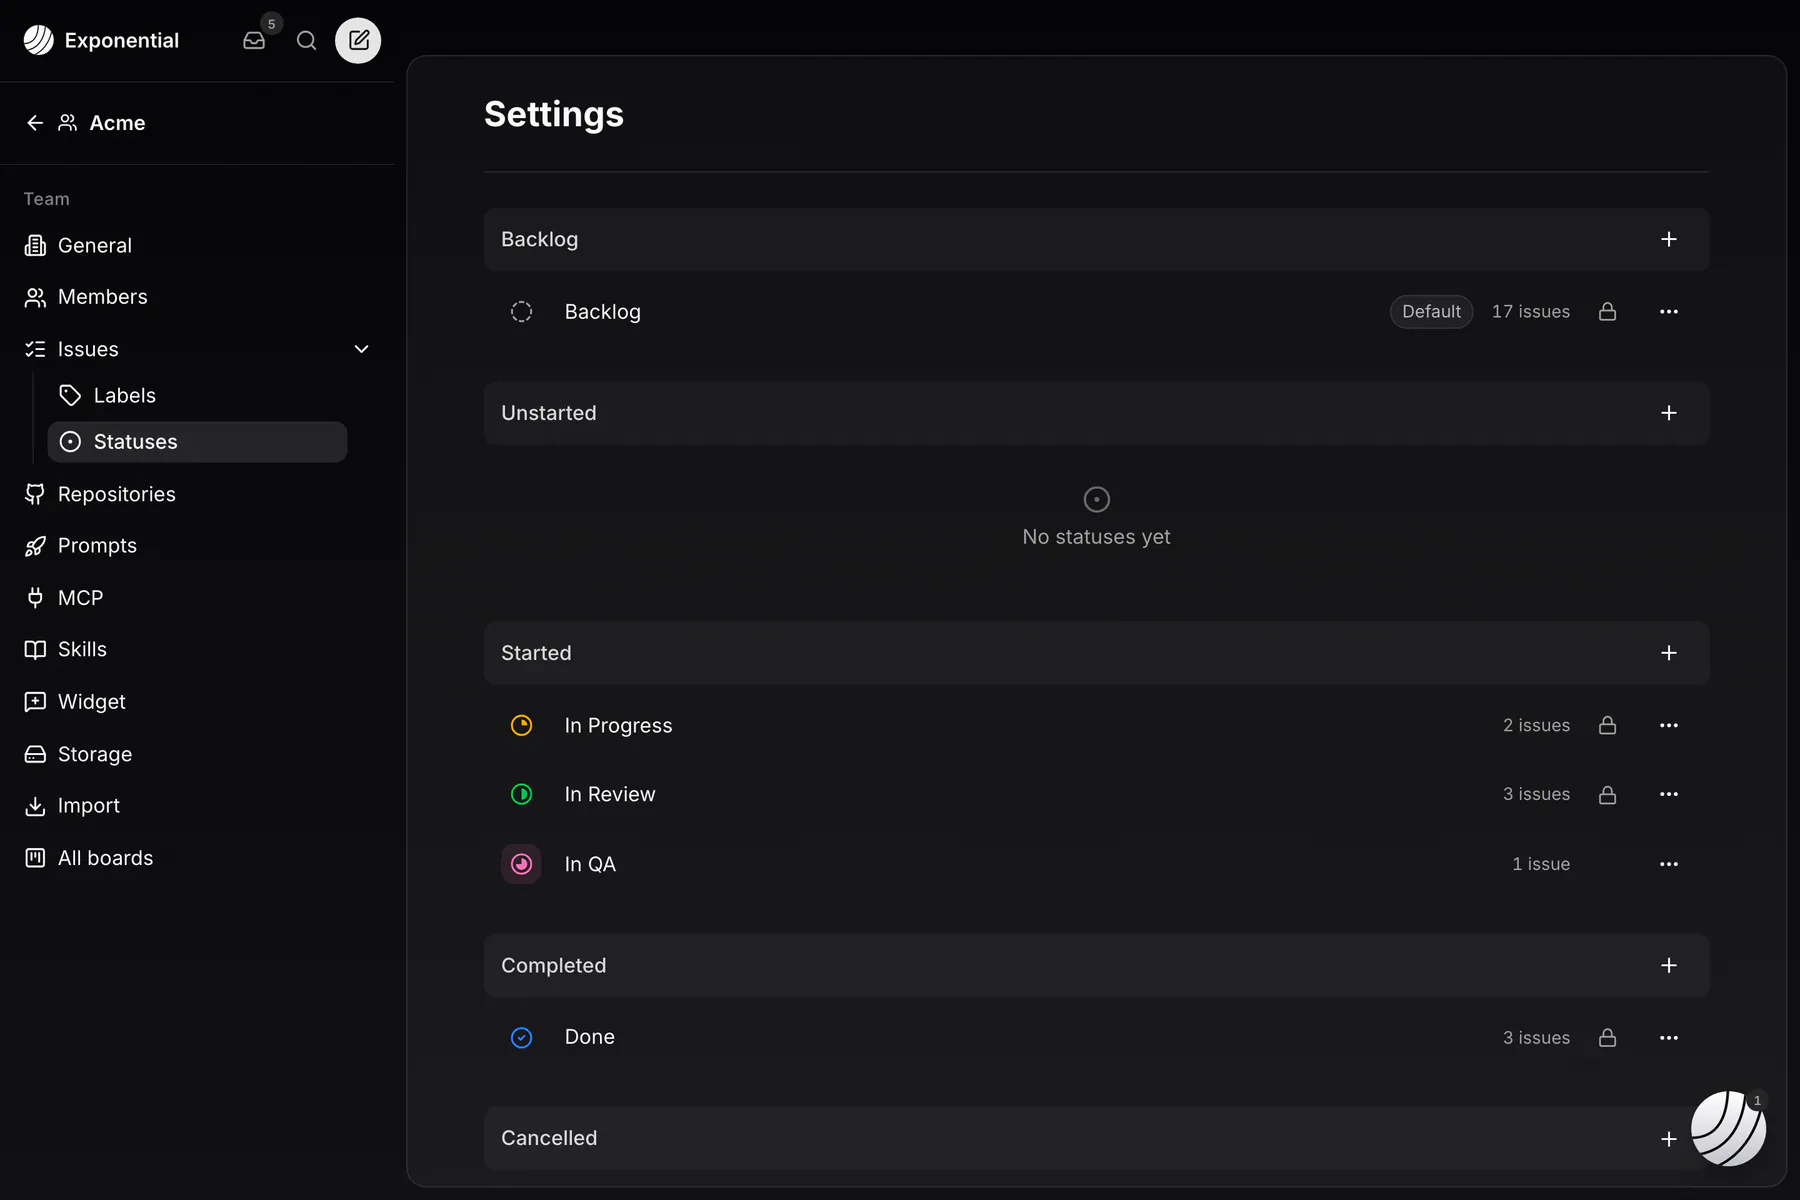 Exponential
5
Acme
Team
General
Members
Issues
Labels
Statuses
Repositories
Prompts
MCP
Skills
Widget
Storage
Import
All boards
Settings
Backlog
Backlog
Default
17 issues
Unstarted
No statuses yet
Started
In Progress
2 issues
In Review
3 issues
In QA
1 issue
Completed
Done
3 issues
Cancelled
1